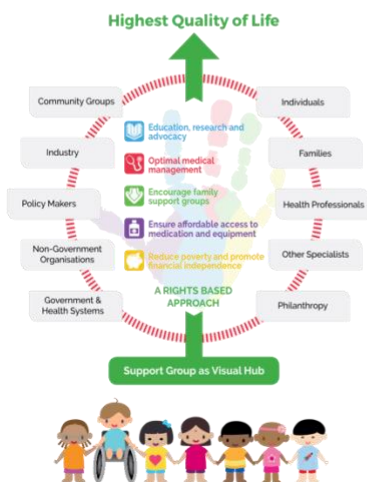 Highest Quality of Life
Community Groups
Individuals
Education, research and
advocacy
Industry
Families
Optimal medical
management
Encourage family
support groups
Policy Makers
Health Professionals
Ensure affordable access to
medication and equipment
Non-Government
Organisations
Other Specialists
Reduce poverty and promote
financial independence
A RIGHTS BASED
APPROACH
Government &
Health Systems
Philanthropy
Support Group as Visual Hub